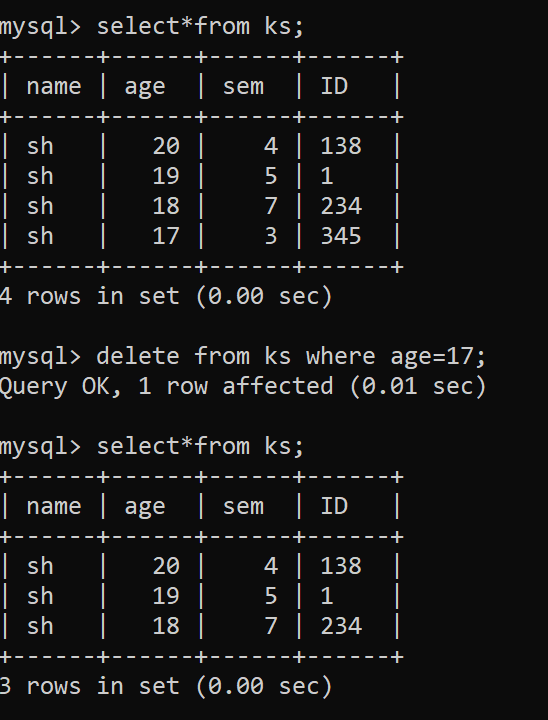 mysql> select*from ks;
+------+------+------+------+
| name | age  | sem  | ID   |
+------+------+------+------+
| sh   |   20 |    4 | 138  |
| sh   |   19 |    5 | 1    |
| sh   |   18 |    7 | 234  |
| sh   |   17 |    3 | 345  |
+------+------+------+------+
4 rows in set (0.00 sec)

mysql> delete from ks where age=17;
Query OK, 1 row affected (0.01 sec)

mysql> select*from ks;
+------+------+------+------+
| name | age  | sem  | ID   |
+------+------+------+------+
| sh   |   20 |    4 | 138  |
| sh   |   19 |    5 | 1    |
| sh   |   18 |    7 | 234  |
+------+------+------+------+
3 rows in set (0.00 sec)